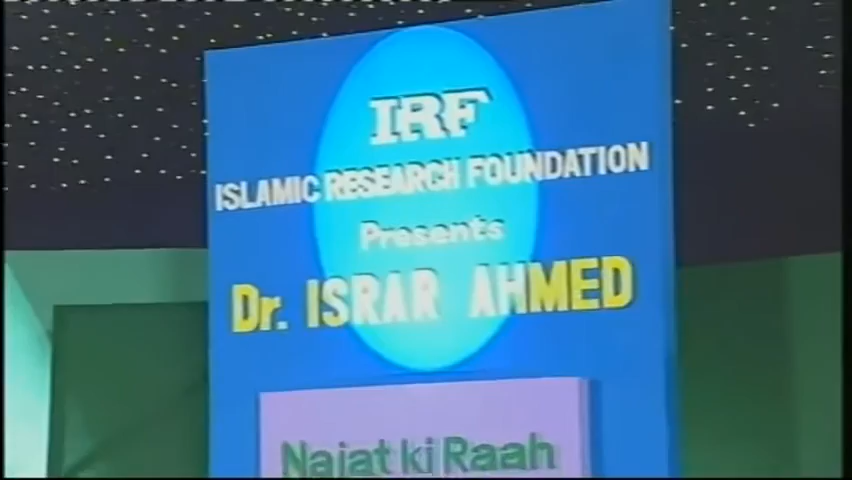 IRF
ISLAMIC RESEARCH FOUNDATION
Presents
Dr. ISRAR AHMED
Najat ki Raah